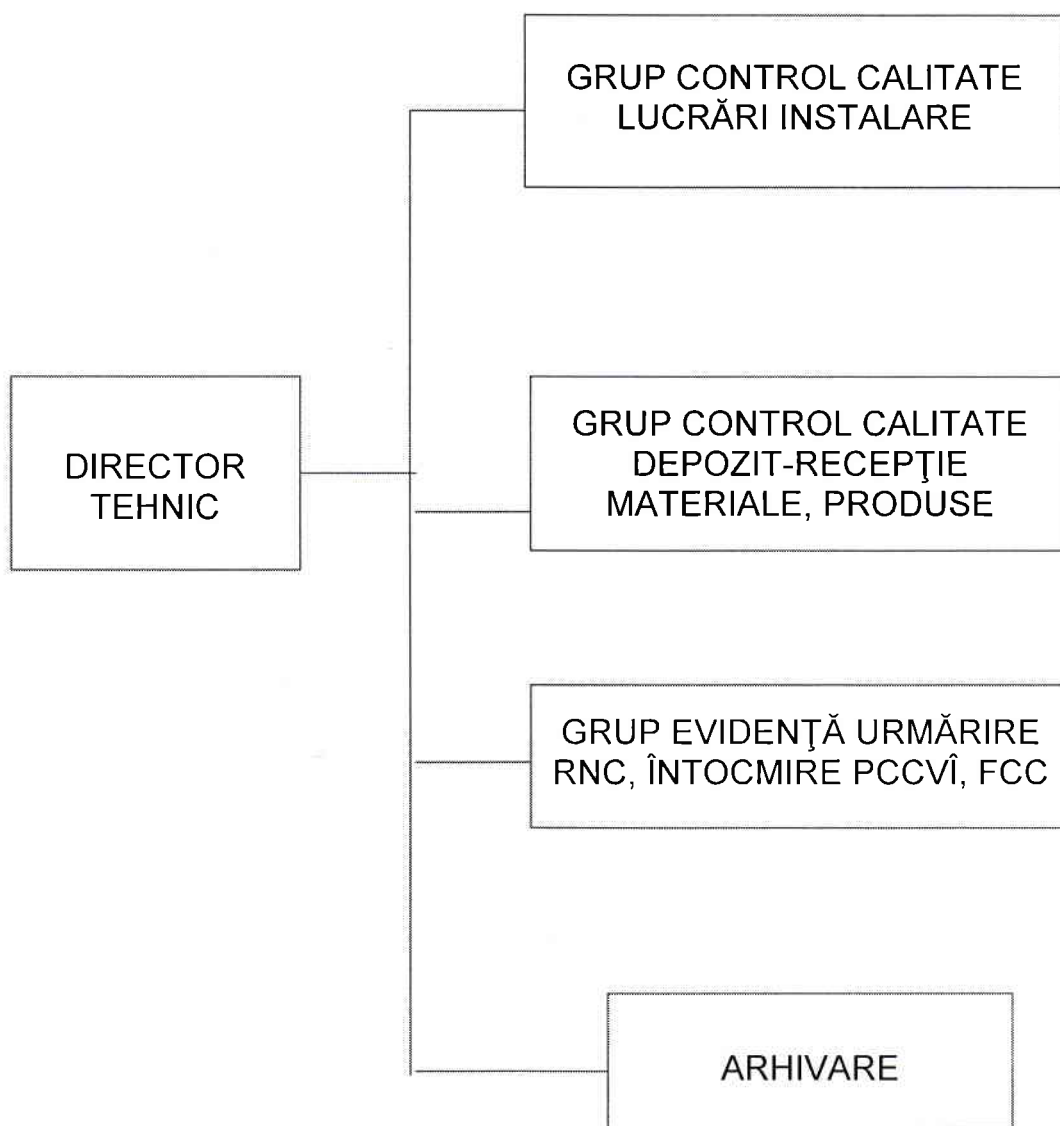 GRUP CONTROL CALITATE
LUCRĂRI INSTALARE
DIRECTOR
TEHNIC
GRUP CONTROL CALITATE
DEPOZIT-RECEPŢIE
MATERIALE, PRODUSE
GRUP EVIDENŢĂ URMĂRIRE
RNC, ÎNTOCMIRE PCCVÎ, FCC
ARHIVARE